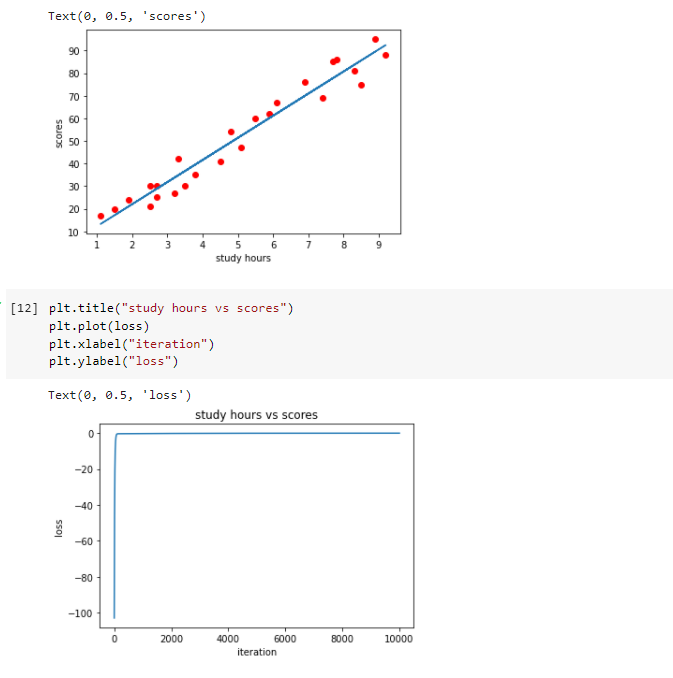 Text(0, 0.5, 'scores')
90
80
70
60
50
40
30
20
10
scores
1 2 3 4 5 6 7 8 9
study hours
[12] plt.title("study hours vs scores")
plt.plot(loss)
plt.xlabel("iteration")
plt.ylabel("loss")
Text(0, 0.5, 'loss')
study hours vs scores
0
−20
−40
−60
−80
−100
loss
0 2000 4000 6000 8000 10000
iteration